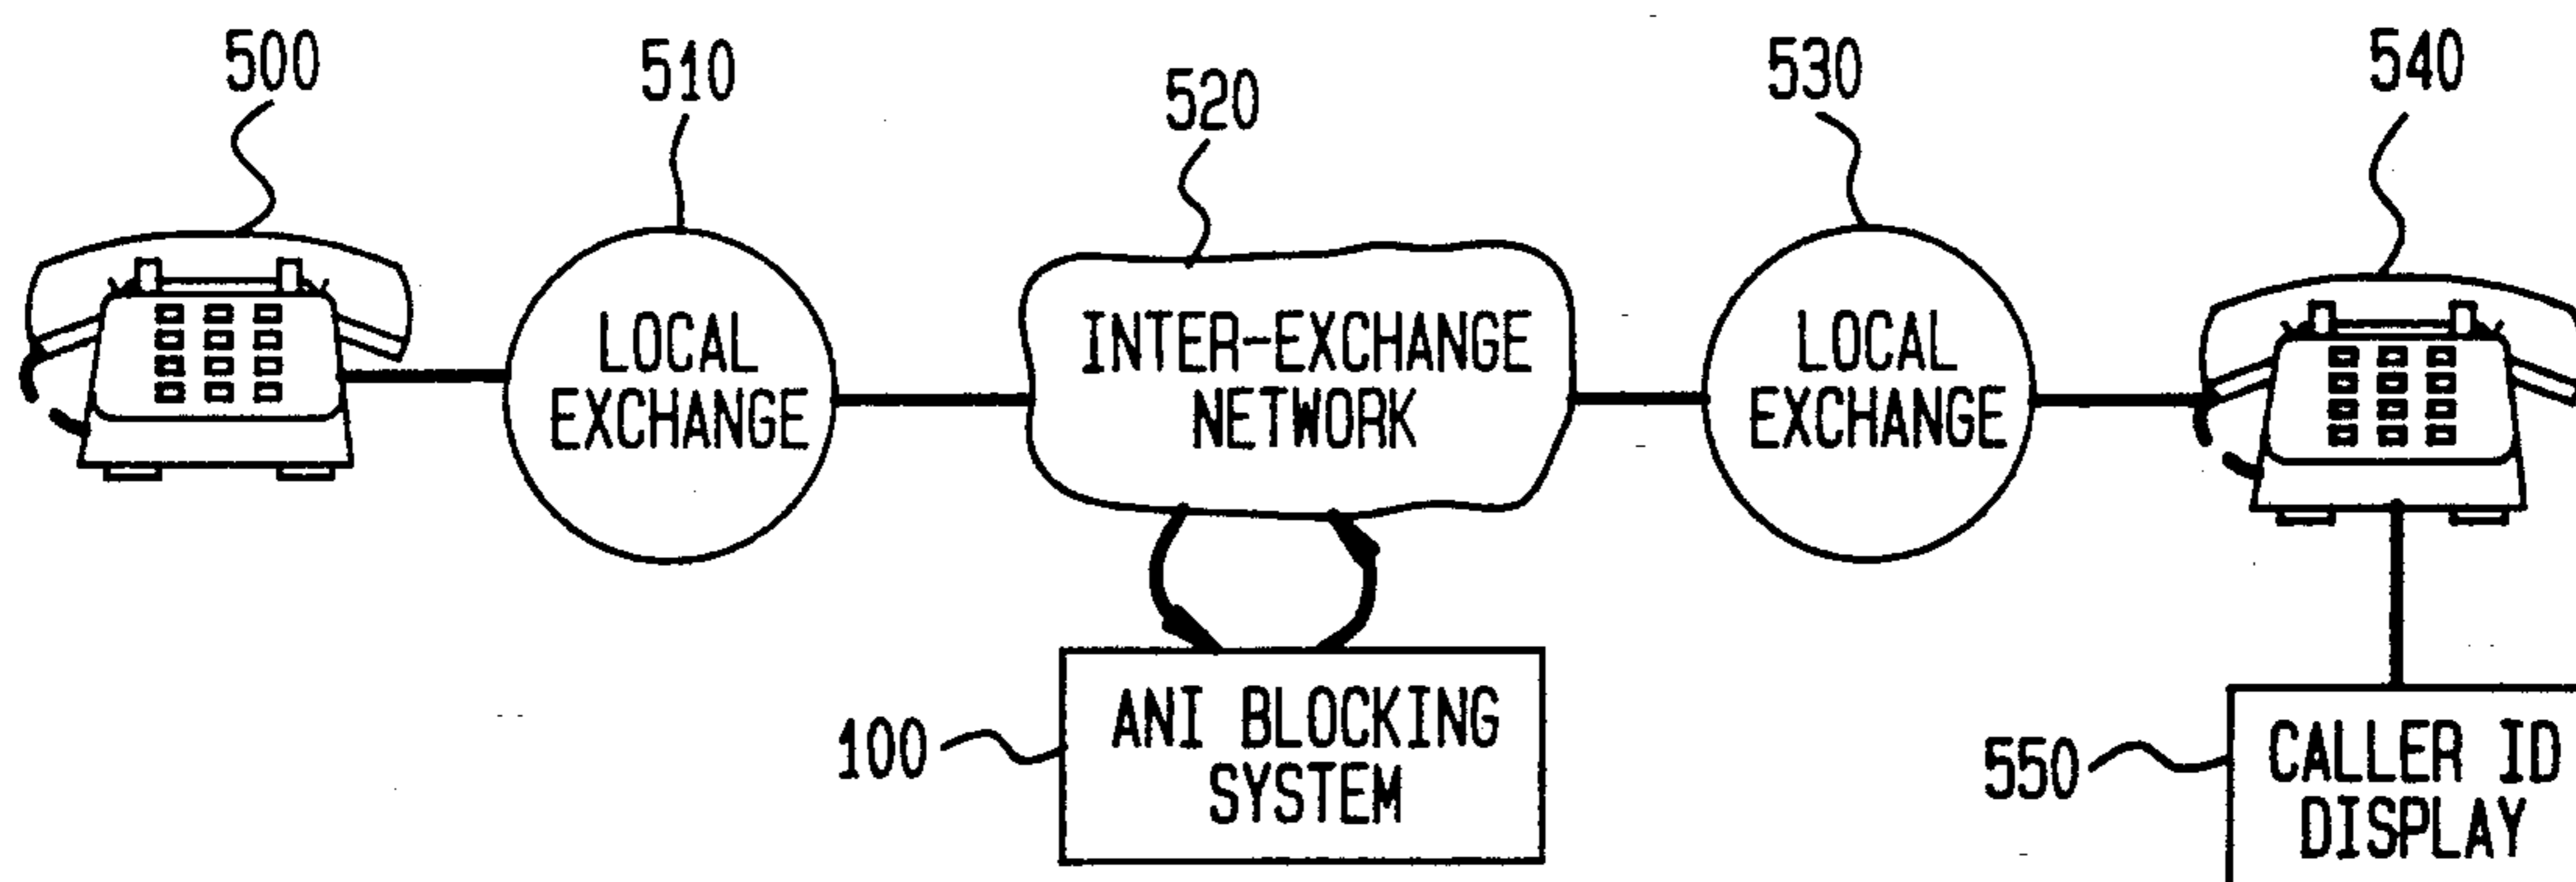 500
510
520
530
540
LOCAL
EXCHANGE
INTER-EXCHANGE
NETWORK
LOCAL
EXCHANGE
100
ANI BLOCKING
SYSTEM
550
CALLER ID
DISPLAY